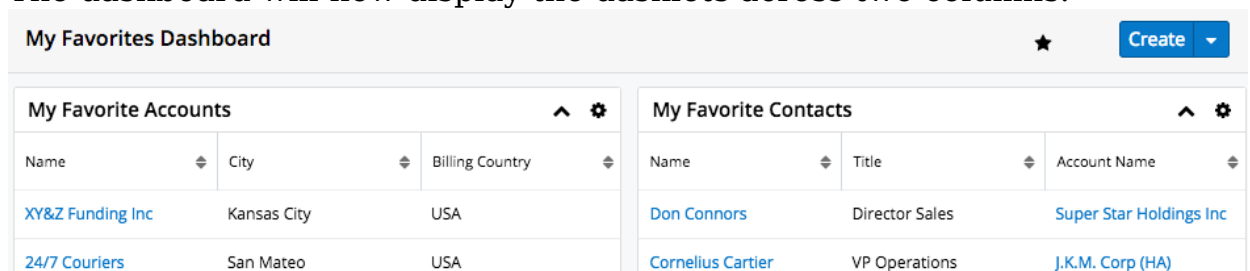 The dashboard will now display the dashlets across two columns.
My Favorites Dashboard
Create
My Favorite Accounts
Name City Billing Country
XY&Z Funding Inc Kansas City USA
24/7 Couriers San Mateo USA
My Favorite Contacts
Name Title Account Name
Don Connors Director Sales Super Star Holdings Inc
Cornelius Cartier VP Operations J.K.M. Corp (HA)